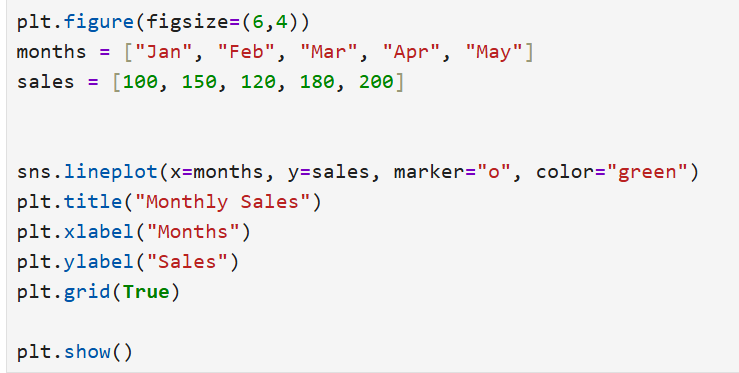 plt.figure(figsize=(6,4))
months = ["Jan", "Feb", "Mar", "Apr", "May"]
sales = [100, 150, 120, 180, 200]
sns.lineplot(x=months, y=sales, marker="o", color="green")
plt.title("Monthly Sales")
plt.xlabel("Months")
plt.ylabel("Sales")
plt.grid(True)
plt.show()